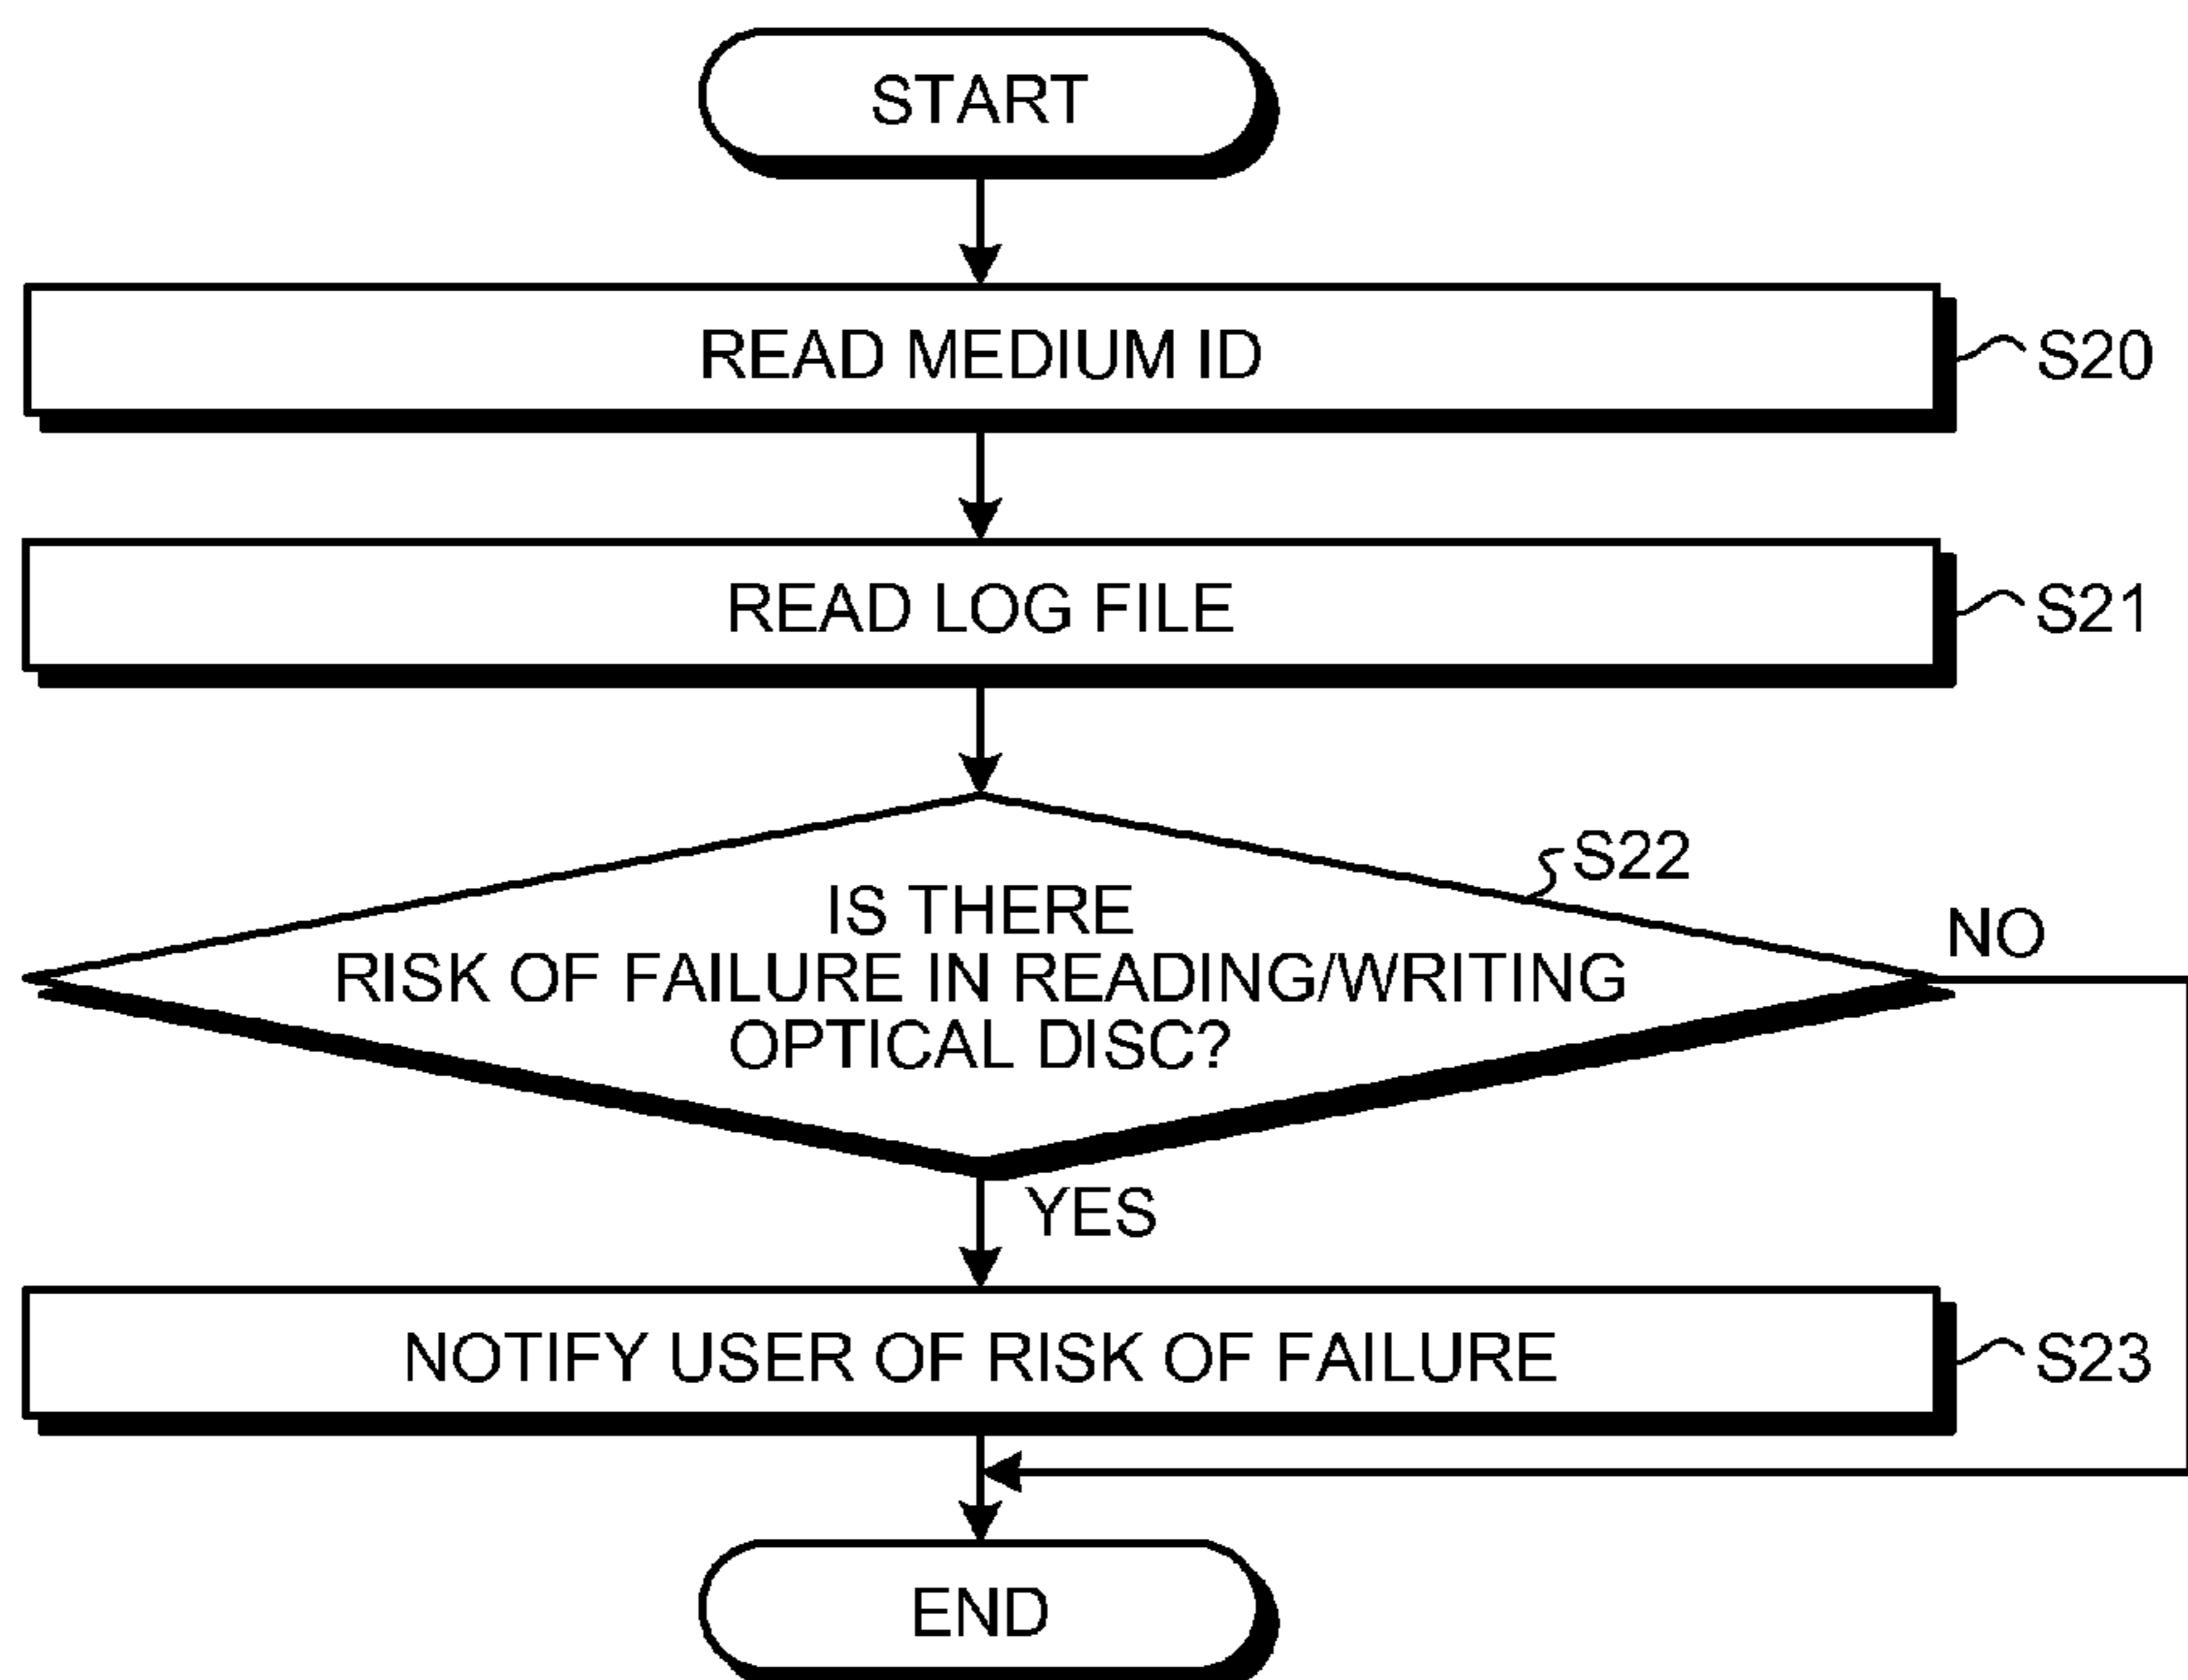 START
READ MEDIUM ID
S20
READ LOG FILE
S21
S22
IS THERE
RISK OF FAILURE IN READING/WRITING
OPTICAL DISC?
NO
YES
NOTIFY USER OF RISK OF FAILURE
S23
END